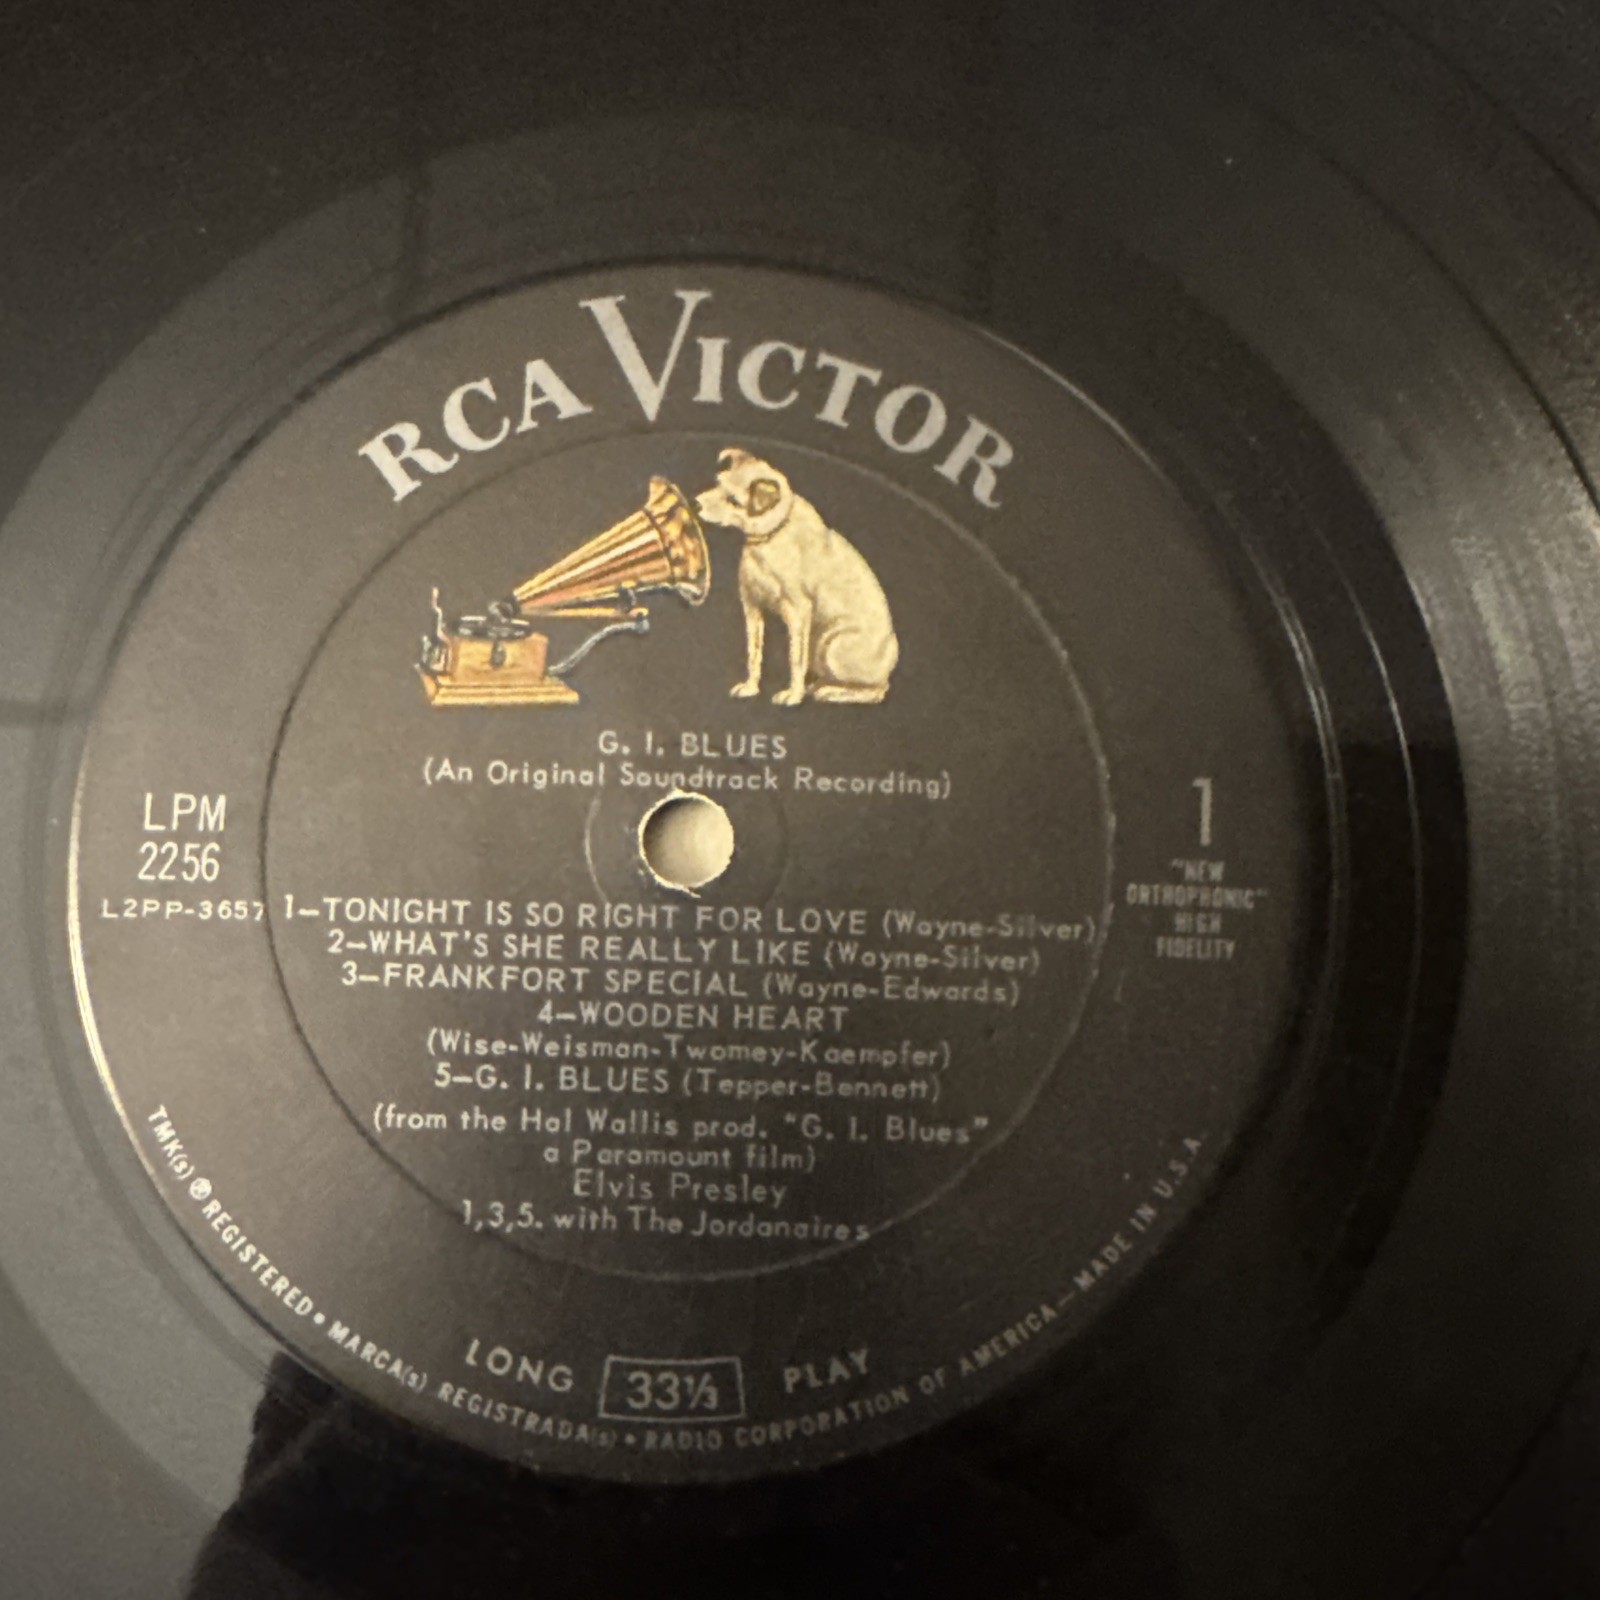 RCA VICTOR
G. I. BLUES
(An Original Soundtrack Recording)
LPM
2256
L2PP-3657
1
"NEW
ORTHOPHONIC"
HIGH
FIDELITY
1—TONIGHT IS SO RIGHT FOR LOVE (Wayne-Silver)
2—WHAT'S SHE REALLY LIKE (Wayne-Silver)
3—FRANKFORT SPECIAL (Wayne-Edwards)
4—WOODEN HEART
(Wise-Weisman-Twomey-Kaempfer)
5—G. I. BLUES (Tepper-Bennett)
(from the Hal Wallis prod. "G. I. Blues"
a Paramount film)
Elvis Presley
1,3,5. with The Jordanaires
LONG 33⅓ PLAY
TMK(s) ® REGISTERED • MARCA(s) REGISTRADA(s) • RADIO CORPORATION OF AMERICA—MADE IN U.S.A.